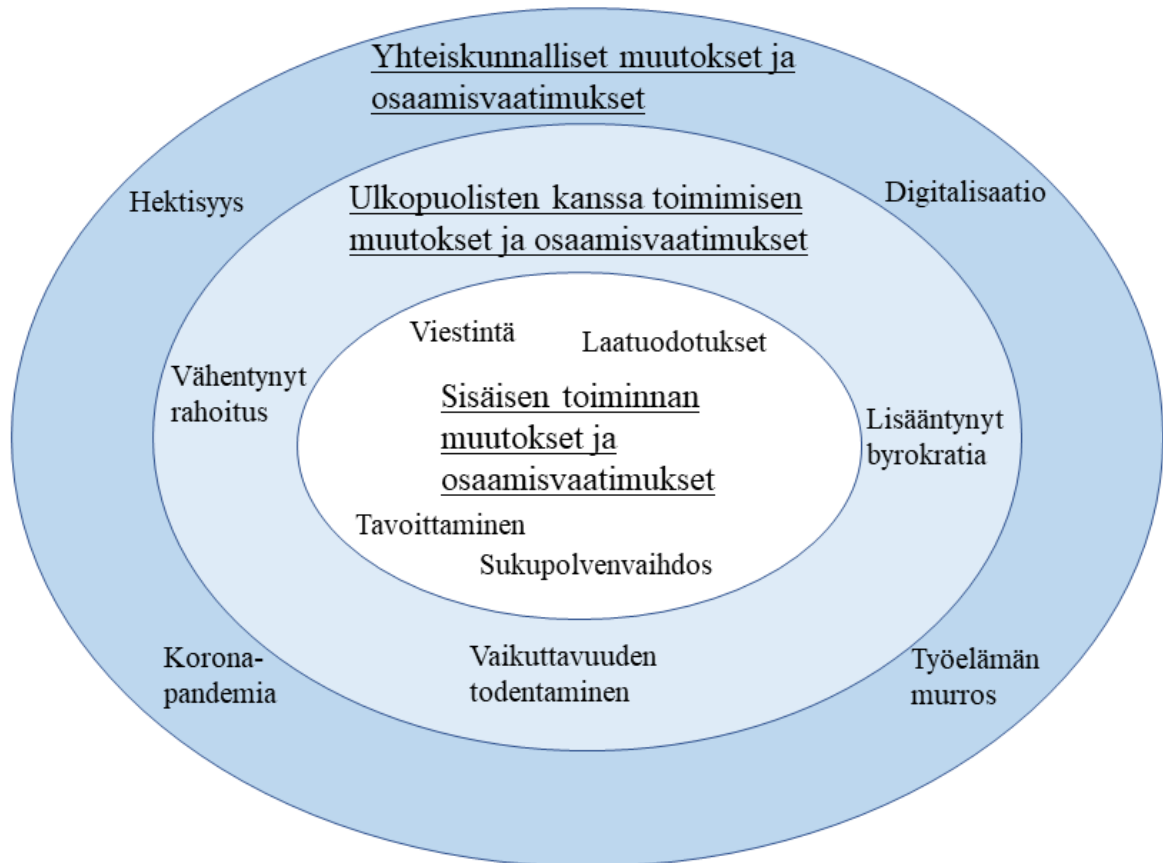 Yhteiskunnalliset muutokset ja
osaamisvaatimukset
Hektisyys
Digitalisaatio
Ulkopuolisten kanssa toimimisen
muutokset ja osaamisvaatimukset
Viestintä
Laatuodotukset
Vähentynyt
rahoitus
Sisäisen toiminnan
muutokset ja
osaamisvaatimukset
Lisääntynyt
byrokratia
Tavoittaminen
Sukupolvenvaihdos
Korona-
pandemia
Vaikuttavuuden
todentaminen
Työelämän
murros